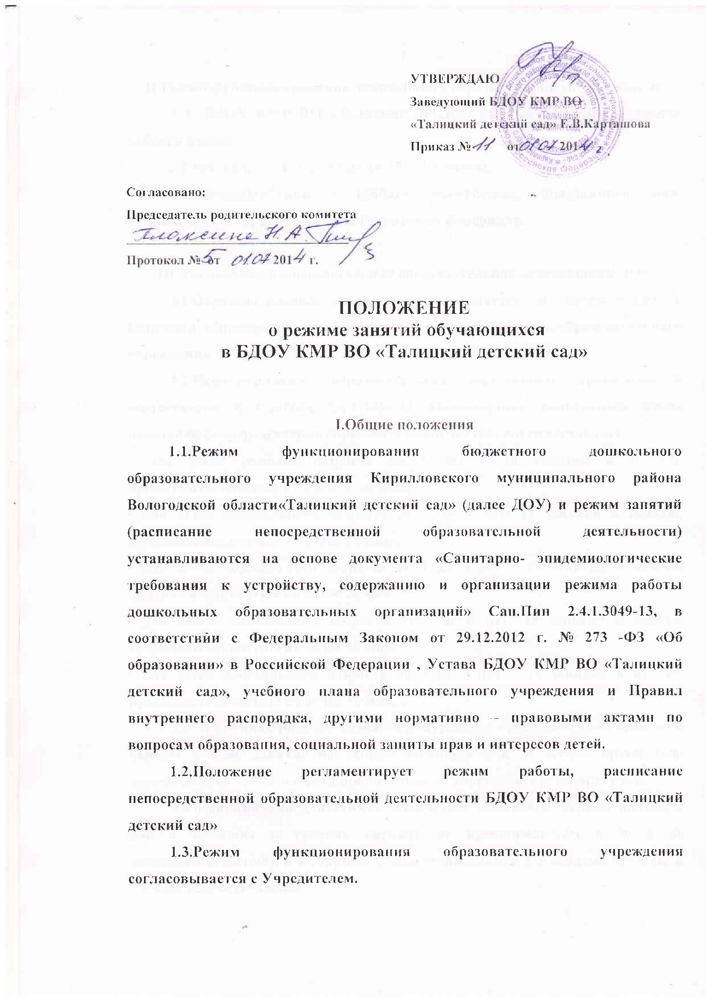 УТВЕРЖДАЮ
Заведующий БДОУ КМР ВО
«Талицкий детский сад» Е.В.Карташова
Приказ № 11 от 01.07 2014 г.
Согласовано:
Председатель родительского комитета
Н.А.
Протокол № 5 от 01.07 2014 г.
ПОЛОЖЕНИЕ
о режиме занятий обучающихся
в БДОУ КМР ВО «Талицкий детский сад»
I.Общие положения
1.1.Режим функционирования бюджетного дошкольного
образовательного учреждения Кирилловского муниципального района
Вологодской области«Талицкий детский сад» (далее ДОУ) и режим занятий
(расписание непосредственной образовательной деятельности)
устанавливаются на основе документа «Санитарно- эпидемиологические
требования к устройству, содержанию и организации режима работы
дошкольных образовательных организаций» Сан.Пин 2.4.1.3049-13, в
соответствии с Федеральным Законом от 29.12.2012 г. № 273 -ФЗ «Об
образовании» в Российской Федерации , Устава БДОУ КМР ВО «Талицкий
детский сад», учебного плана образовательного учреждения и Правил
внутреннего распорядка, другими нормативно – правовыми актами по
вопросам образования, социальной защиты прав и интересов детей.
1.2.Положение регламентирует режим работы, расписание
непосредственной образовательной деятельности БДОУ КМР ВО «Талицкий
детский сад»
1.3.Режим функционирования образовательного учреждения
согласовывается с Учредителем.